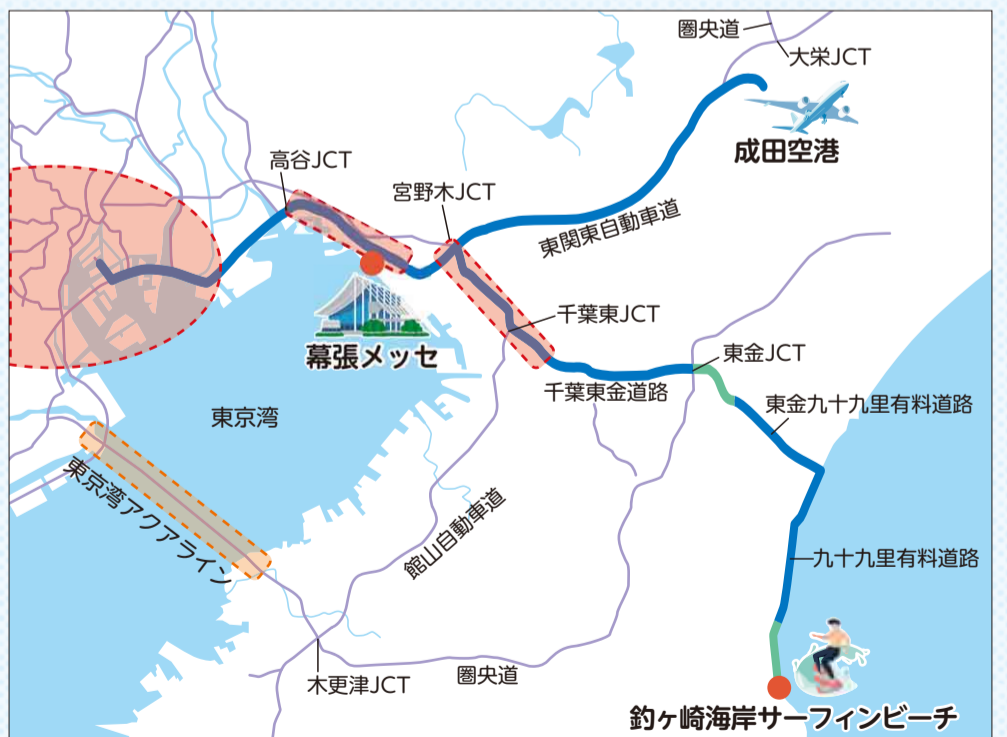 圏央道
大栄JCT
成田空港
高谷JCT
宮野木JCT
東関東自動車道
幕張メッセ
千葉東JCT
東金JCT
千葉東金道路
東金九十九里有料道路
東京湾
東京湾アクアライン
館山自動車道
九十九里有料道路
木更津JCT
圏央道
釣ヶ崎海岸サーフィンビーチ